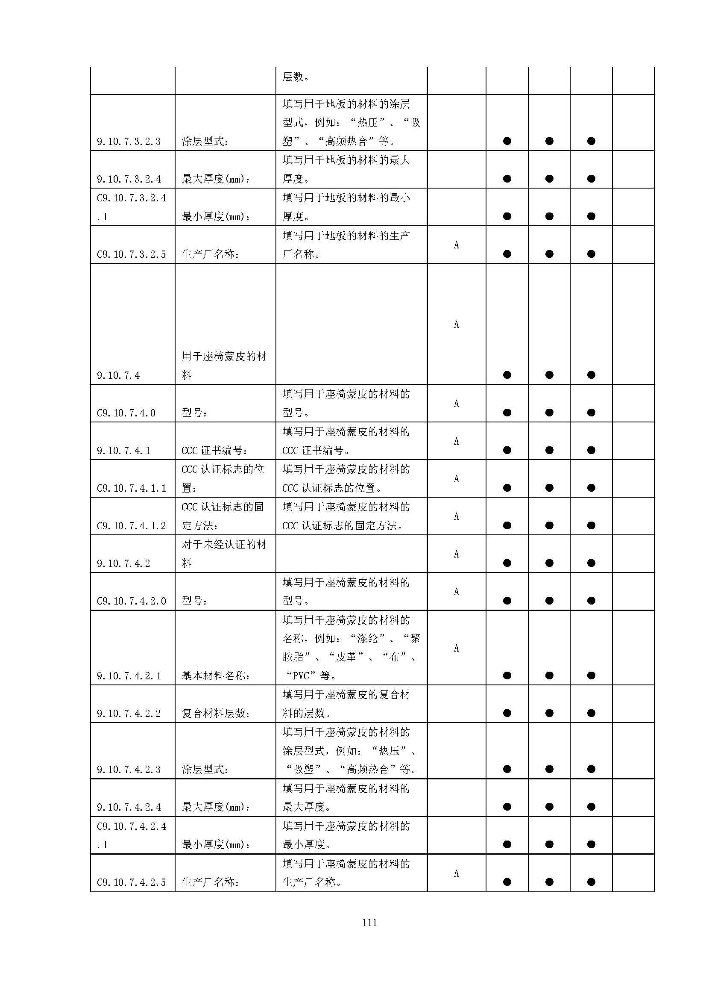 层数。
填写用于地板的材料的涂层
型式，例如：“热压”、“吸
9.10.7.3.2.3 涂层型式： 塑”、“高频热合”等。 ● ● ●
填写用于地板的材料的最大
9.10.7.3.2.4 最大厚度(mm)： 厚度。 ● ● ●
C9.10.7.3.2.4 填写用于地板的材料的最小
.1 最小厚度(mm)： 厚度。 ● ● ●
填写用于地板的材料的生产
A
C9.10.7.3.2.5 生产厂名称： 厂名称。 ● ● ●
A
用于座椅蒙皮的材
9.10.7.4 料 ● ● ●
填写用于座椅蒙皮的材料的
A
C9.10.7.4.0 型号： 型号。 ● ● ●
填写用于座椅蒙皮的材料的
A
9.10.7.4.1 CCC 证书编号： CCC 证书编号。 ● ● ●
CCC 认证标志的位 填写用于座椅蒙皮的材料的
A
C9.10.7.4.1.1 置： CCC 认证标志的位置。 ● ● ●
CCC 认证标志的固 填写用于座椅蒙皮的材料的
A
C9.10.7.4.1.2 定方法： CCC 认证标志的固定方法。 ● ● ●
对于未经认证的材
A
9.10.7.4.2 料 ● ● ●
填写用于座椅蒙皮的材料的
A
C9.10.7.4.2.0 型号： 型号。 ● ● ●
填写用于座椅蒙皮的材料的
名称，例如：“涤纶”、“聚
A
胺脂”、“皮革”、“布”、
9.10.7.4.2.1 基本材料名称： “PVC”等。 ● ● ●
填写用于座椅蒙皮的复合材
9.10.7.4.2.2 复合材料层数： 料的层数。 ● ● ●
填写用于座椅蒙皮的材料的
涂层型式，例如：“热压”、
9.10.7.4.2.3 涂层型式： “吸塑”、“高频热合”等。 ● ● ●
填写用于座椅蒙皮的材料的
9.10.7.4.2.4 最大厚度(mm)： 最大厚度。 ● ● ●
C9.10.7.4.2.4 填写用于座椅蒙皮的材料的
.1 最小厚度(mm)： 最小厚度。 ● ● ●
填写用于座椅蒙皮的材料的
A
C9.10.7.4.2.5 生产厂名称： 生产厂名称。 ● ● ●
111